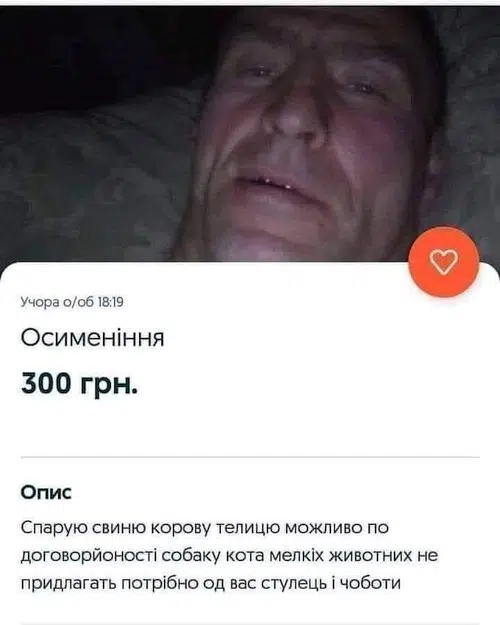 Учора о/об 18:19
Осименіння
300 грн.
Опис
Спарую свиню корову телицю можливо по
договорйоності собаку кота мелкіх животних не
придлагать потрібно од вас стулець і чоботи